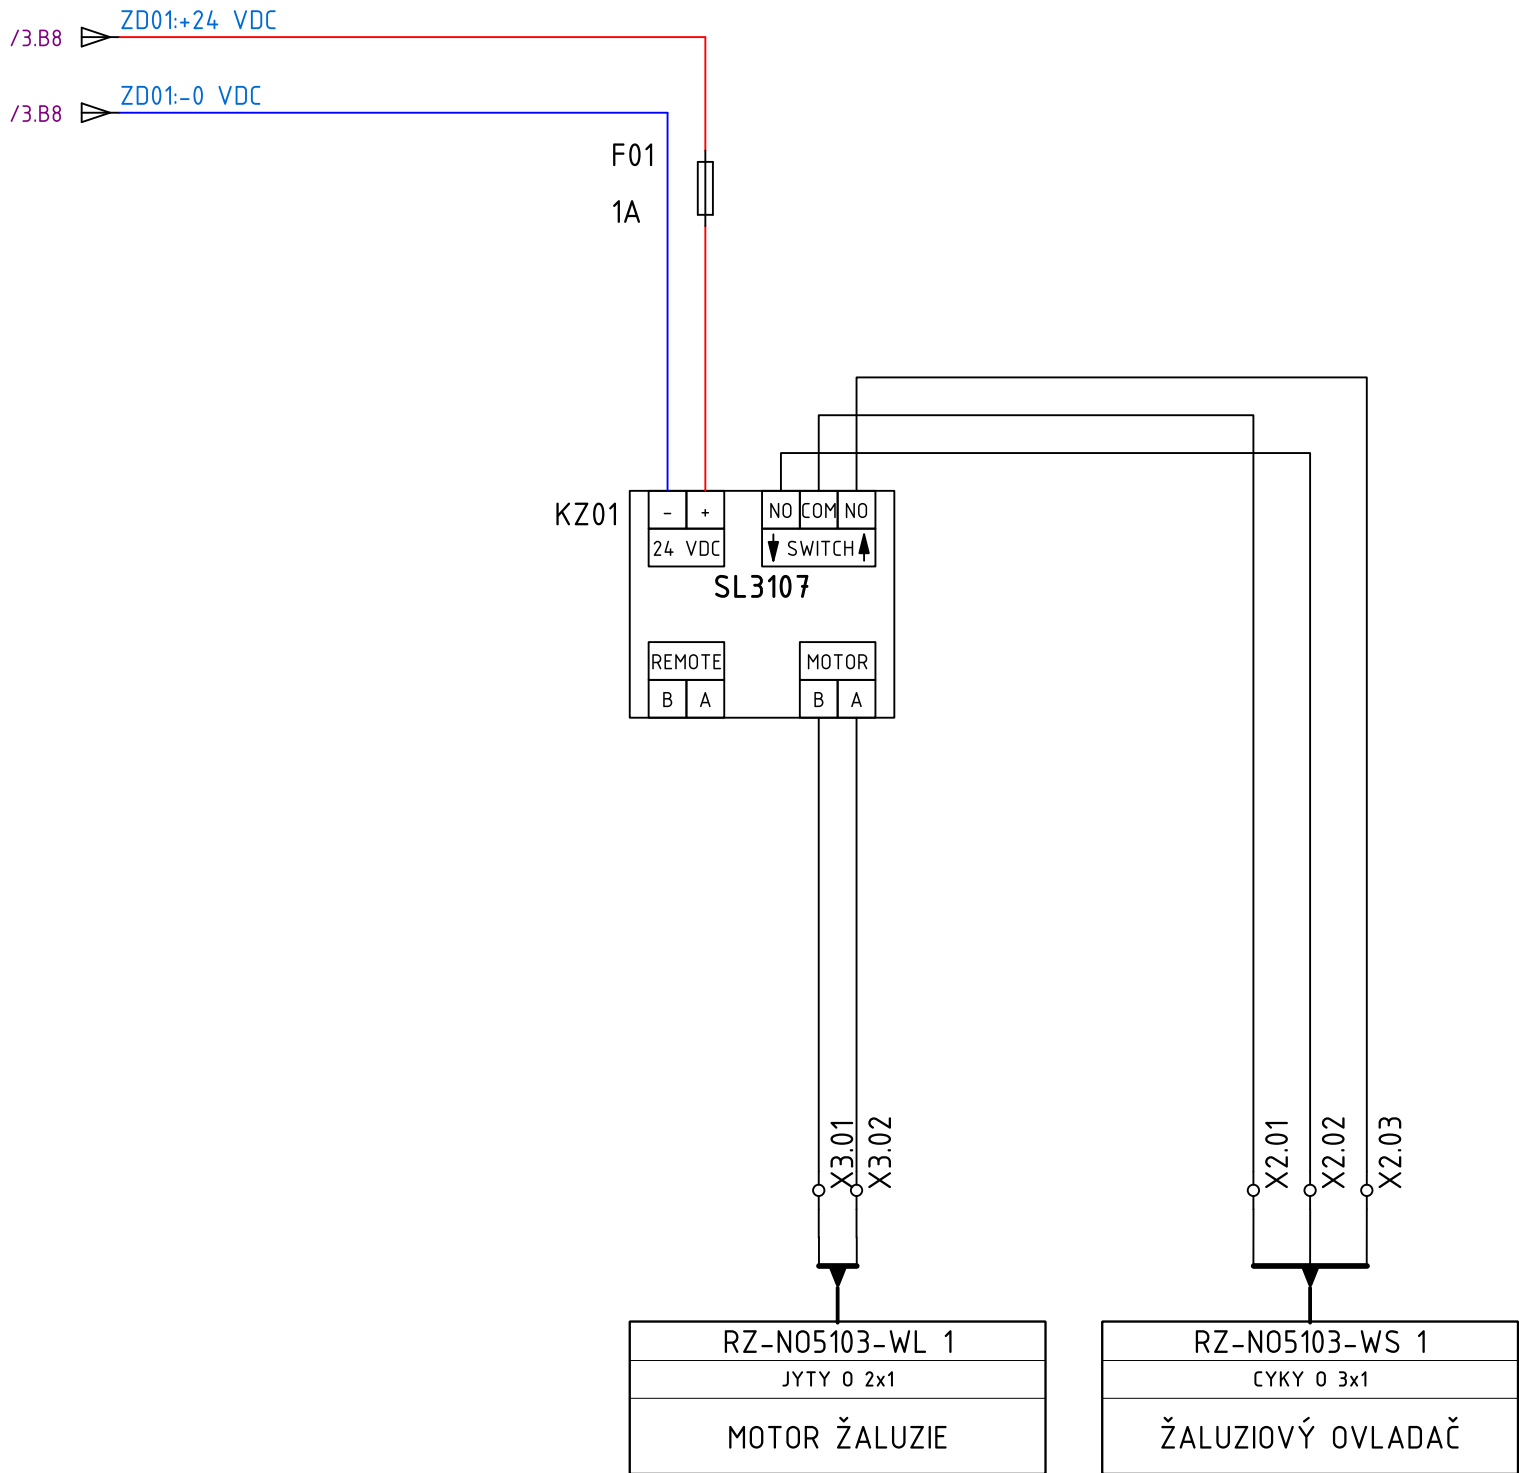 ZD01:+24 VDC
/3.B8
ZD01:-0 VDC
/3.B8
F01
1A
KZ01
- +
24 VDC
NO COM NO
SWITCH
SL3107
REMOTE
B A
MOTOR
B A
X3.01
X3.02
X2.01
X2.02
X2.03
RZ-NO5103-WL 1
JYTY O 2x1
MOTOR ŽALUZIE
RZ-NO5103-WS 1
CYKY O 3x1
ŽALUZIOVÝ OVLADAČ